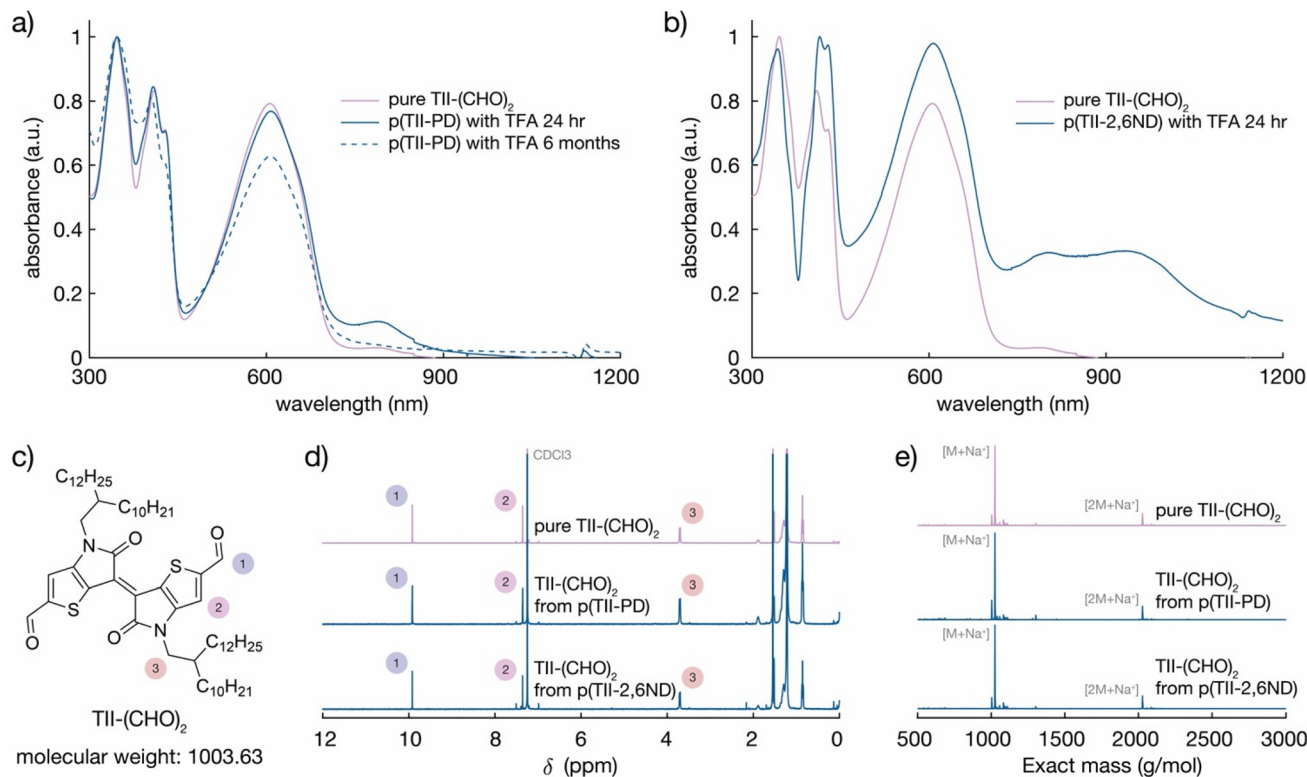 a)
1
0.8
0.6
0.4
0.2
0
absorbance (a.u.)
300
600
900
1200
wavelength (nm)
pure TII-(CHO)₂
p(TII-PD) with TFA 24 hr
p(TII-PD) with TFA 6 months
b)
1
0.8
0.6
0.4
0.2
0
absorbance (a.u.)
300
600
900
1200
wavelength (nm)
pure TII-(CHO)₂
p(TII-2,6ND) with TFA 24 hr
c)
C₁₂H₂₅
C₁₀H₂₁
N
O
S
O
1
2
S
O
O
N
C₁₂H₂₅
3
C₁₀H₂₁
TII-(CHO)₂
molecular weight: 1003.63
d)
CDCl3
1
2
3
pure TII-(CHO)₂
1
2
3
TII-(CHO)₂
from p(TII-PD)
1
2
3
TII-(CHO)₂
from p(TII-2,6ND)
12
10
8
6
4
2
0
δ (ppm)
e)
[M+Na⁺]
[2M+Na⁺]
pure TII-(CHO)₂
[M+Na⁺]
[2M+Na⁺]
TII-(CHO)₂
from p(TII-PD)
[M+Na⁺]
[2M+Na⁺]
TII-(CHO)₂
from p(TII-2,6ND)
500
1000
1500
2000
2500
3000
Exact mass (g/mol)